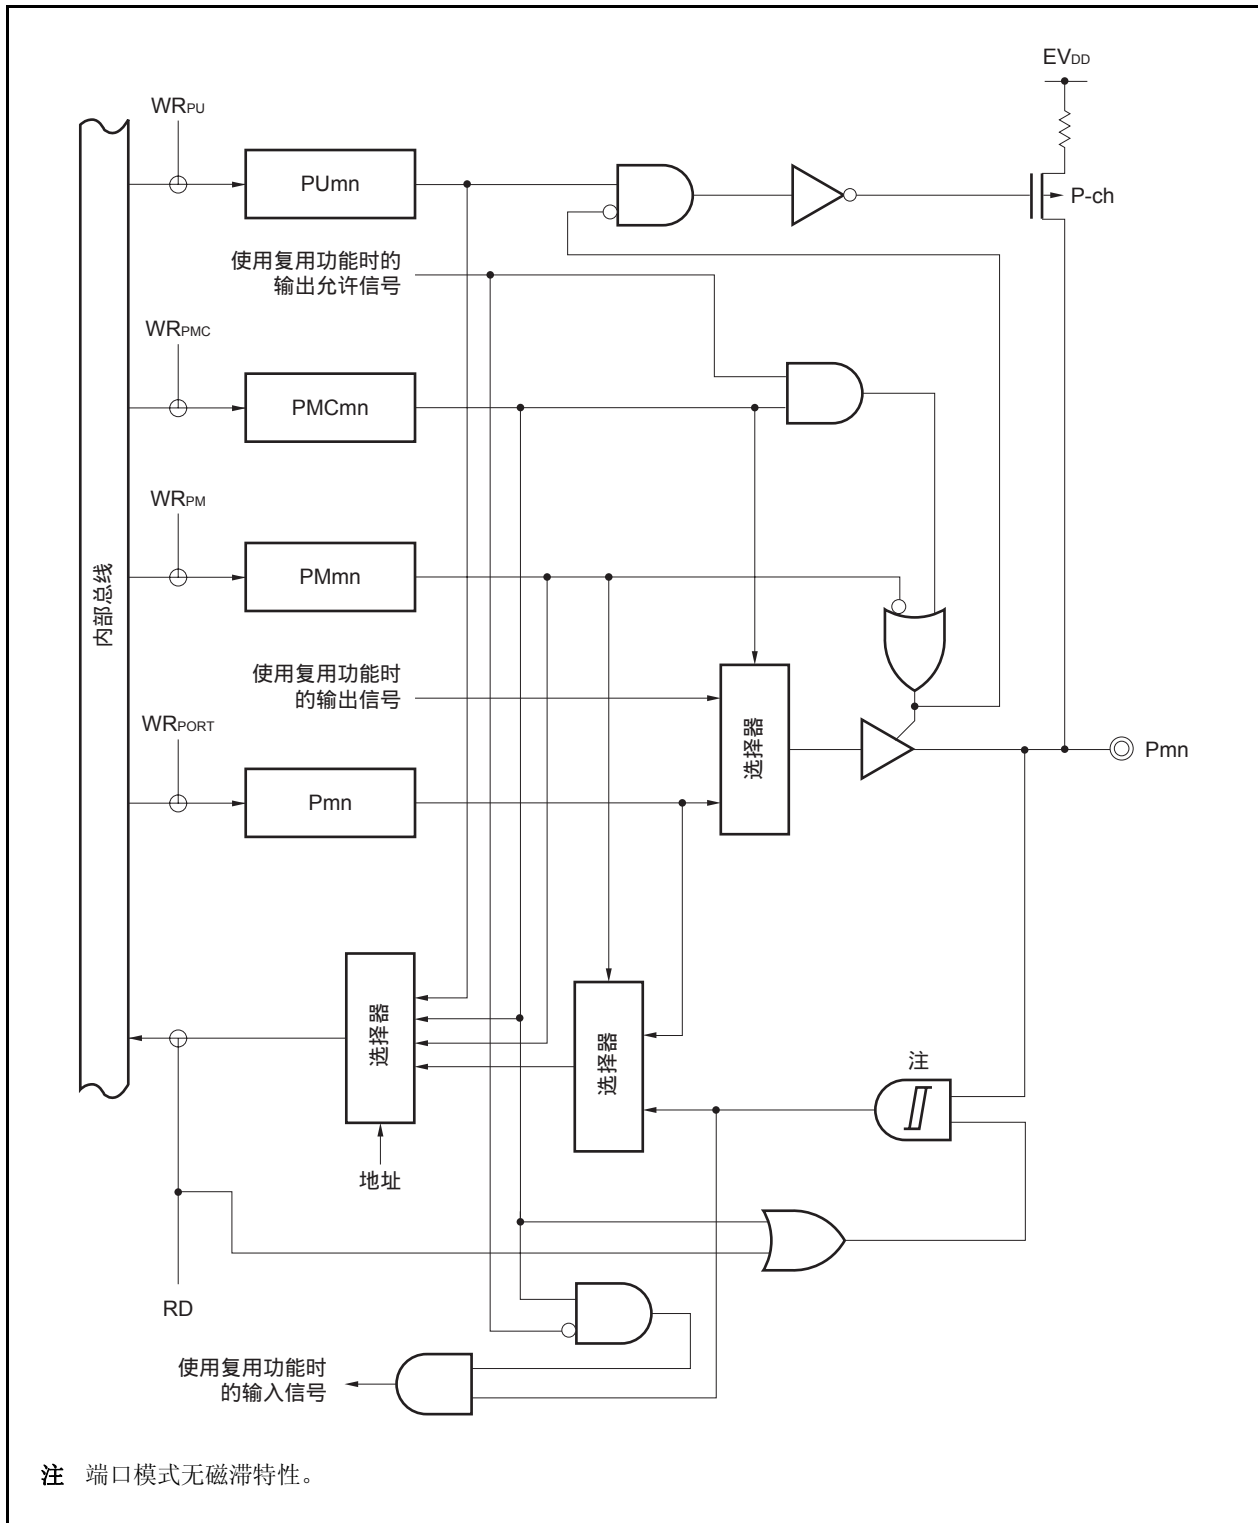 EVDD
WRPU
PUmn
P-ch
使用复用功能时的
输出允许信号
WRPMC
PMCmn
WRPM
PMmn
内部总线
使用复用功能时
的输出信号
选择器
WRPORT
Pmn
Pmn
选择器
选择器
注
地址
RD
使用复用功能时
的输入信号
注 端口模式无磁滞特性。